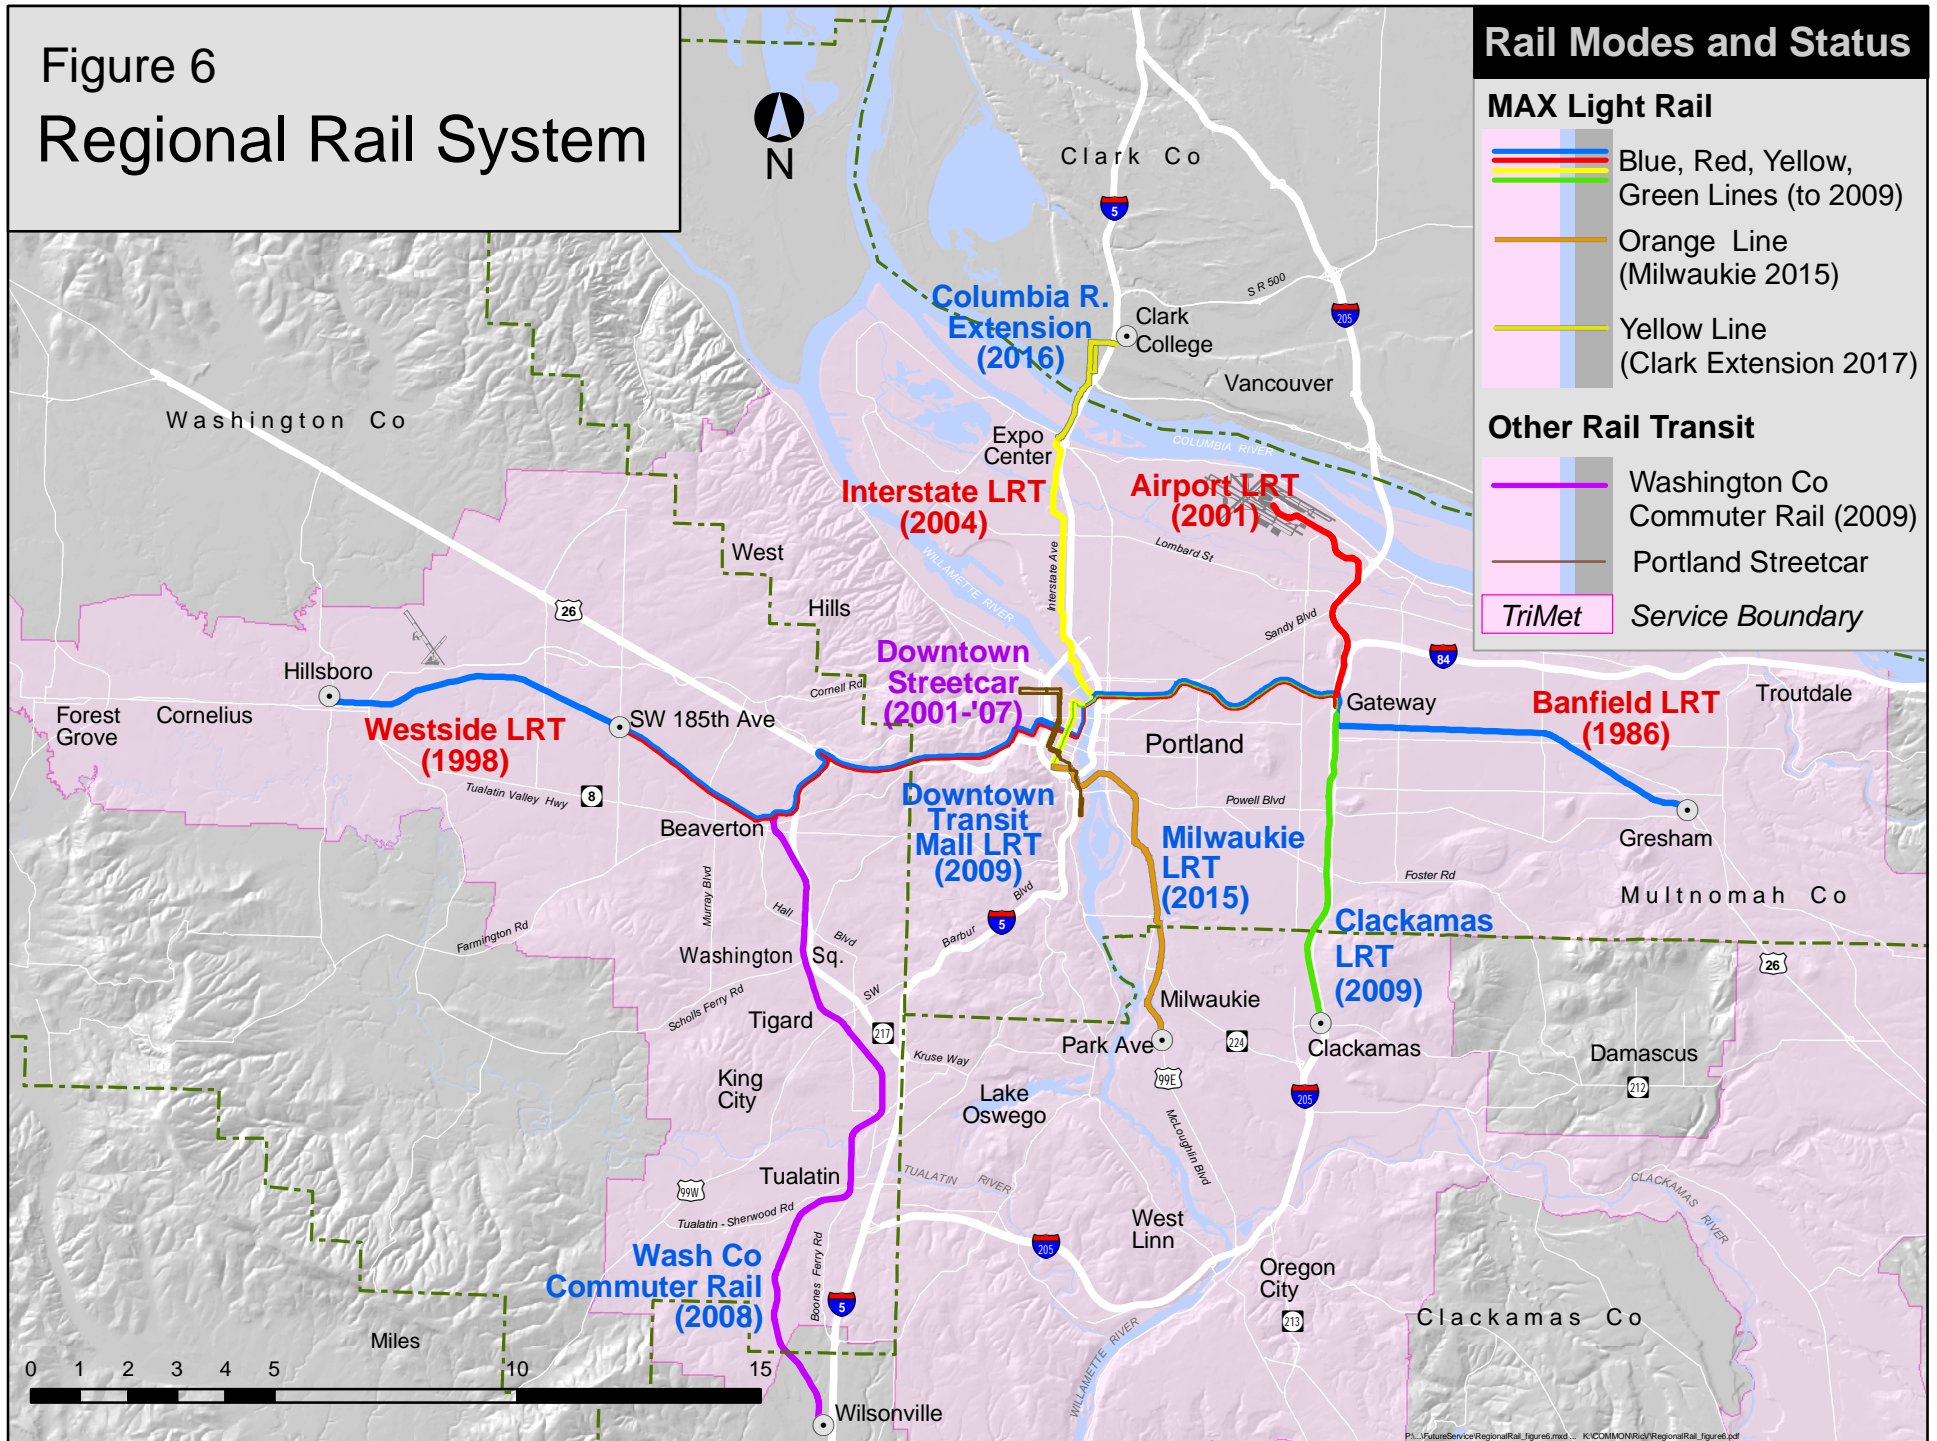 Figure 6
Regional Rail System
N
Rail Modes and Status
MAX Light Rail
Blue, Red, Yellow,
Green Lines (to 2009)
Orange Line
(Milwaukie 2015)
Yellow Line
(Clark Extension 2017)
Other Rail Transit
Washington Co
Commuter Rail (2009)
Portland Streetcar
TriMet
Service Boundary
Clark Co
5
S R 500
205
Columbia R.
Extension
(2016)
Clark
College
Vancouver
Washington Co
COLUMBIA RIVER
Expo
Center
Interstate LRT
(2004)
Airport LRT
(2001)
Lombard St
Interstate Ave
West
Hills
WILLAMETTE RIVER
26
Sandy Blvd
84
Downtown
Streetcar
(2001-'07)
Cornell Rd
Hillsboro
Forest
Grove
Cornelius
Westside LRT
(1998)
SW 185th Ave
Gateway
Banfield LRT
(1986)
Troutdale
Portland
Tualatin Valley Hwy
8
Beaverton
Downtown
Transit
Mall LRT
(2009)
Powell Blvd
Milwaukie
LRT
(2015)
Gresham
Foster Rd
Multnomah Co
Murray Blvd
Hall
Blvd
Farmington Rd
Washington Sq.
Barbur
Blvd
5
SW
Clackamas
LRT
(2009)
26
Scholls Ferry Rd
Tigard
217
Kruse Way
Milwaukie
Park Ave
224
99E
Clackamas
205
Damascus
212
King
City
Lake
Oswego
McLoughlin Blvd
Tualatin
TUALATIN RIVER
99W
Tualatin - Sherwood Rd
Boones Ferry Rd
West
Linn
205
CLACKAMAS RIVER
Wash Co
Commuter Rail
(2008)
5
Oregon
City
213
Clackamas Co
WILLAMETTE RIVER
Miles
0 1 2 3 4 5 10 15
Wilsonville
P:\...\FutureService\RegionalRail_figure6.mxd ... K:\COMMON\RicV\RegionalRail_figure6.pdf